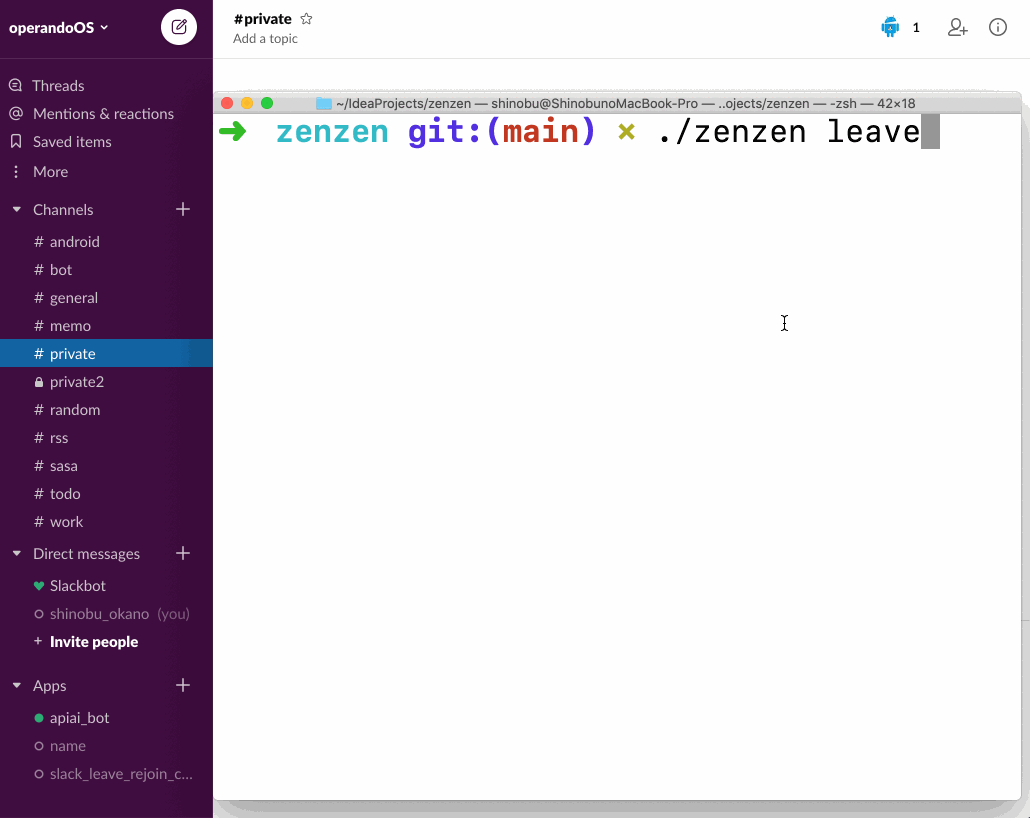 operandoOS
Threads
Mentions & reactions
Saved items
More
Channels
# android
# bot
# general
# memo
# private
private2
# random
# rss
# sasa
# todo
# work
Direct messages
Slackbot
shinobu_okano (you)
+ Invite people
Apps
apiai_bot
name
slack_leave_rejoin_c...
#private
Add a topic
1
~/IdeaProjects/zenzen — shinobu@ShinobunoMacBook-Pro — ..ojects/zenzen — -zsh — 42×18
➜ zenzen git:(main) × ./zenzen leave